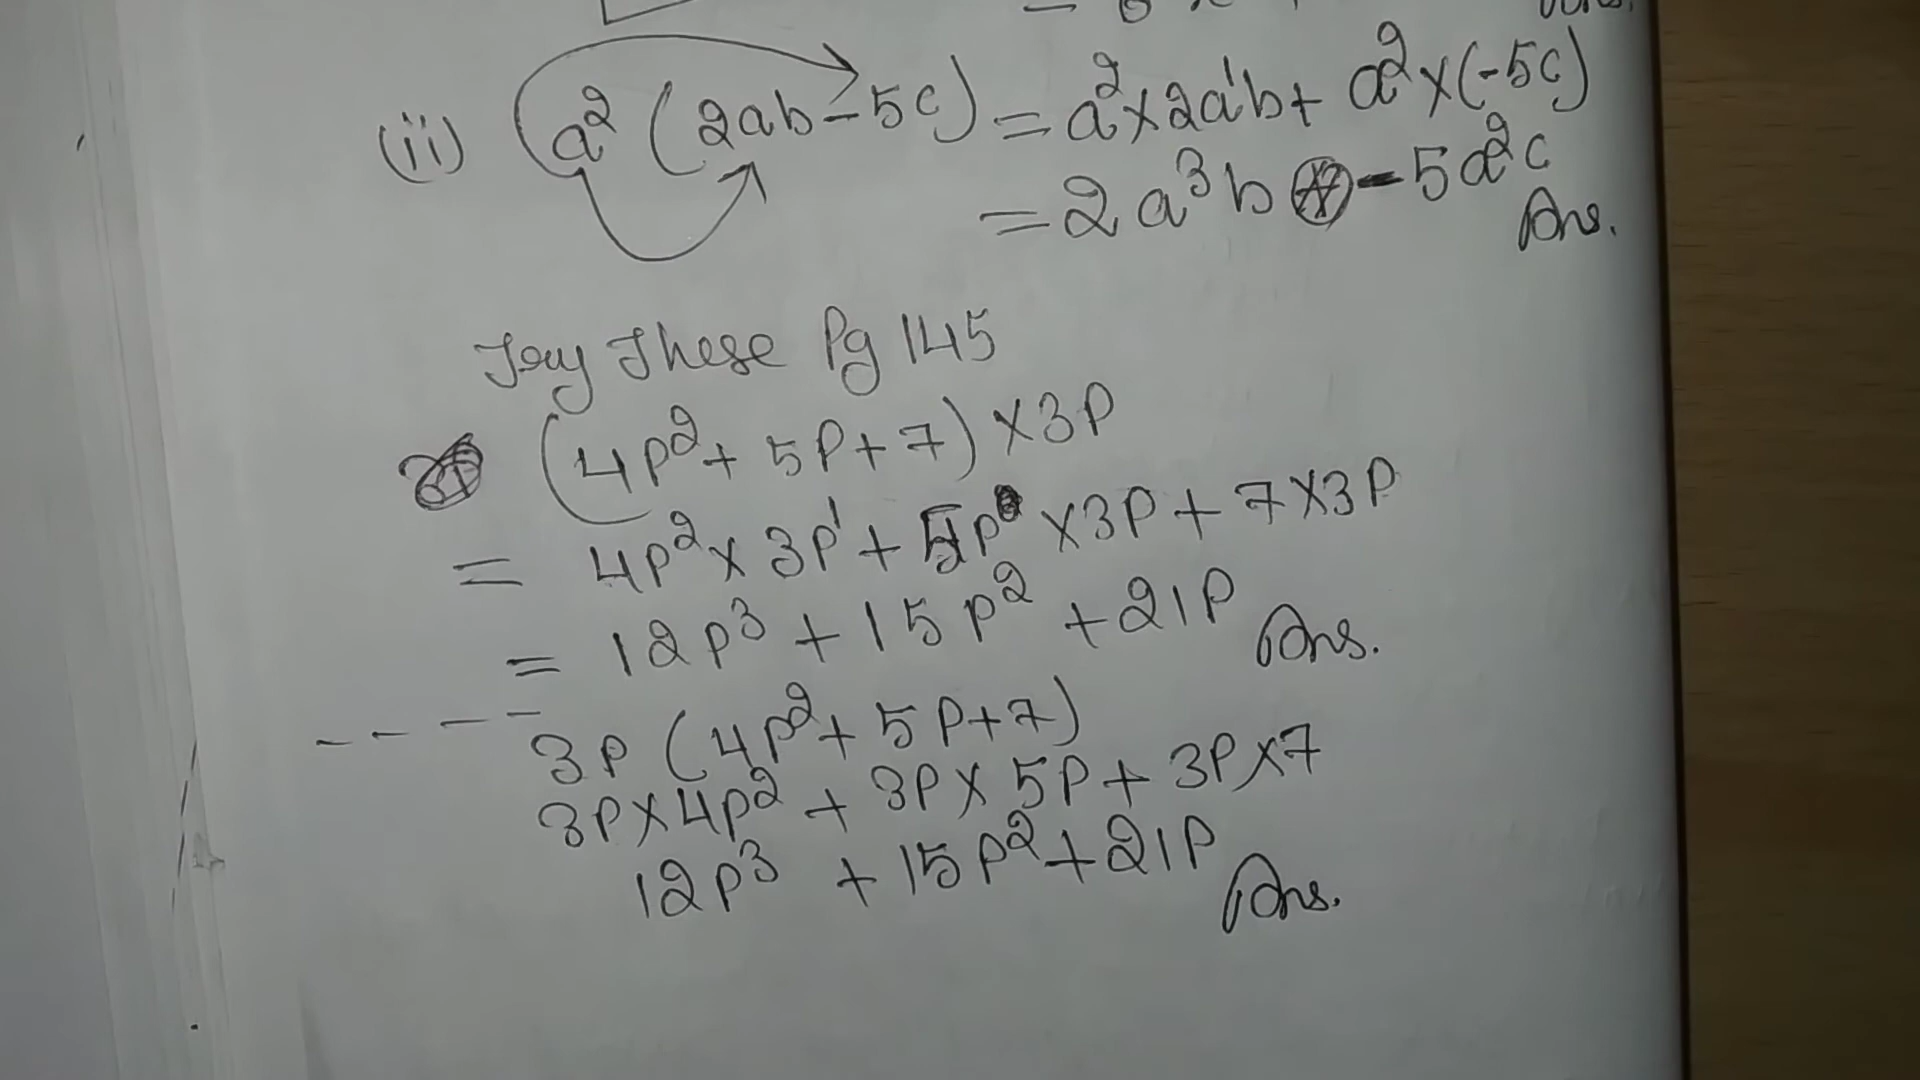 (ii) a² (2ab - 5c) = a² × 2a¹b + a² × (-5c)
= 2a³b - 5a²c
Ans.
Try These Pg 145
(4p² + 5p + 7) × 3p
= 4p² × 3p¹ + 5p × 3p + 7 × 3p
= 12p³ + 15p² + 21p Ans.
3p (4p² + 5p + 7)
3p × 4p² + 3p × 5p + 3p × 7
12p³ + 15p² + 21p
Ans.